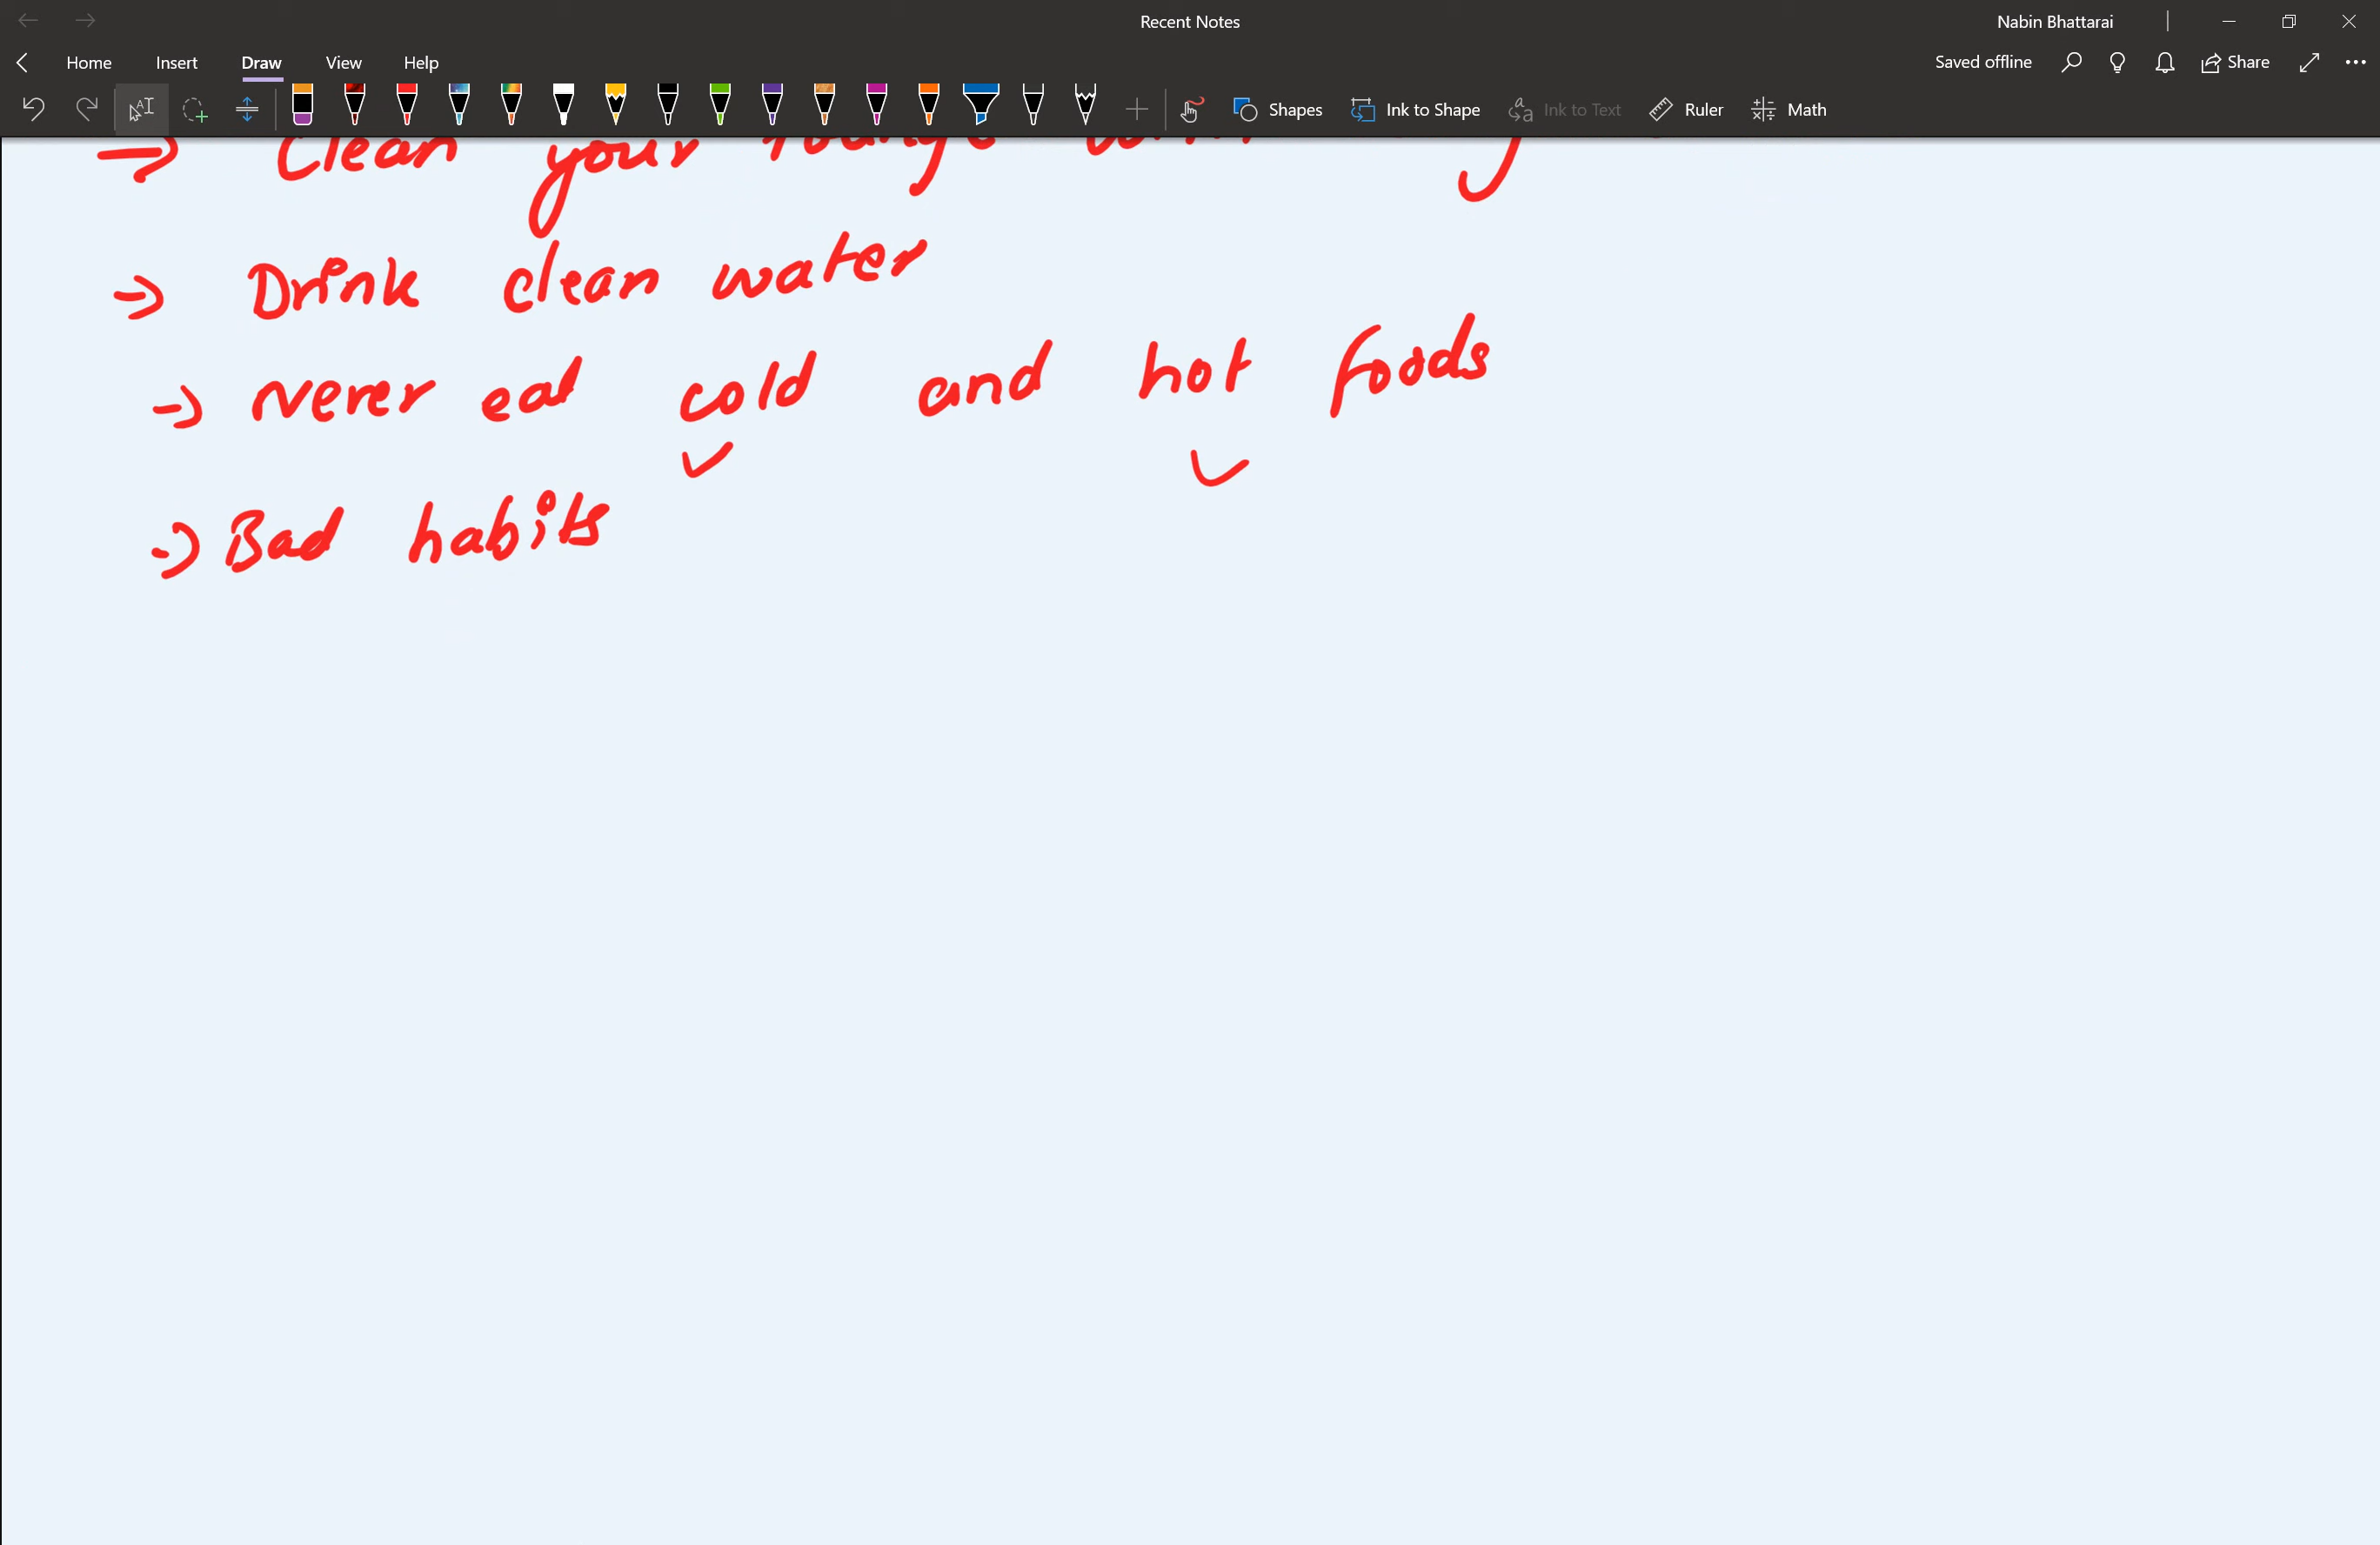 Recent Notes
Nabin Bhattarai
Home Insert Draw View Help
Saved offline
Share
Shapes Ink to Shape Ink to Text Ruler Math
→ Clean your
→ Drink clean water
→ Never eat cold and hot foods
→ Bad habits